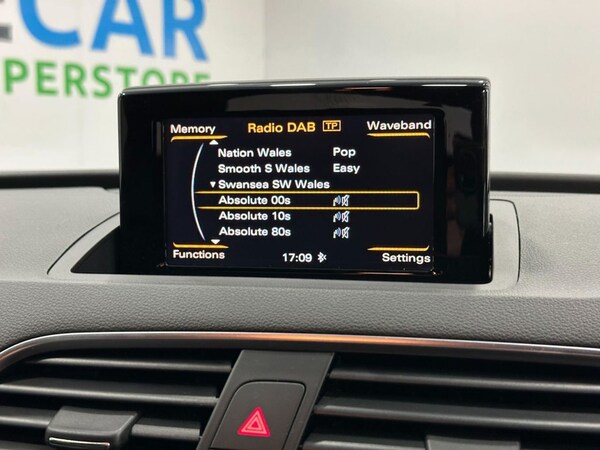 ECAR
PERSTORE
Memory Radio DAB TP Waveband
Nation Wales Pop
Smooth S Wales Easy
▼ Swansea SW Wales
Absolute 00s
Absolute 10s
Absolute 80s
Functions 17:09 Settings